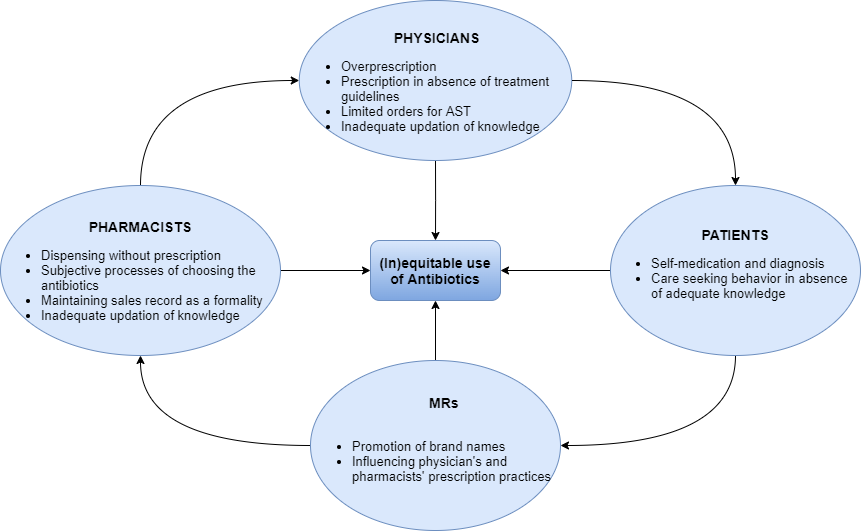 PHYSICIANS
• Overprescription
• Prescription in absence of treatment
guidelines
• Limited orders for AST
• Inadequate updation of knowledge
PHARMACISTS
• Dispensing without prescription
• Subjective processes of choosing the
antibiotics
• Maintaining sales record as a formality
• Inadequate updation of knowledge
(In)equitable use
of Antibiotics
PATIENTS
• Self-medication and diagnosis
• Care seeking behavior in absence
of adequate knowledge
MRs
• Promotion of brand names
• Influencing physician's and
pharmacists' prescription practices